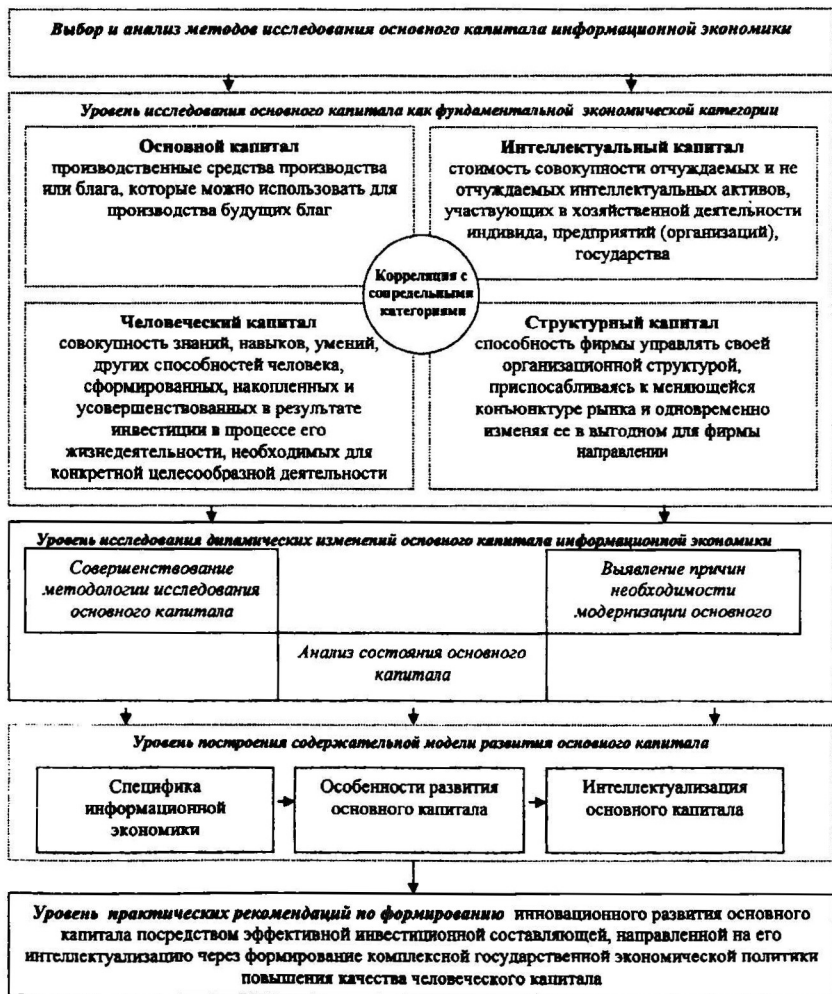 Выбор и анализ методов исследования основного капитала информационной экономики
Уровень исследования основного капитала как фундаментальной экономической категории
Основной капитал
производственные средства производства
или блага, которые можно использовать для
производства будущих благ
Интеллектуальный капитал
стоимость совокупности отчуждаемых и не
отчуждаемых интеллектуальных активов,
участвующих в хозяйственной деятельности
индивида, предприятий (организаций),
государства
Корреляция с
сопредельными
категориями
Человеческий капитал
совокупность знаний, навыков, умений,
других способностей человека,
сформированных, накопленных и
усовершенствованных в результате
инвестиции в процессе его
жизнедеятельности, необходимых для
конкретной целесообразной деятельности
Структурный капитал
способность фирмы управлять своей
организационной структурой,
приспосабливаясь к меняющейся
конъюнктуре рынка и одновременно
изменяя ее в выгодном для фирмы
направлении
Уровень исследования динамических изменений основного капитала информационной экономики
Совершенствование
методологии исследования
основного капитала
Выявление причин
необходимости
модернизации основного
Анализ состояния основного
капитала
Уровень построения содержательной модели развития основного капитала
Специфика
информационной
экономики
Особенности развития
основного капитала
Интеллектуализация
основного капитала
Уровень практических рекомендаций по формированию инновационного развития основного
капитала посредством эффективной инвестиционной составляющей, направленной на его
интеллектуализацию через формирование комплексной государственной экономической политики
повышения качества человеческого капитала